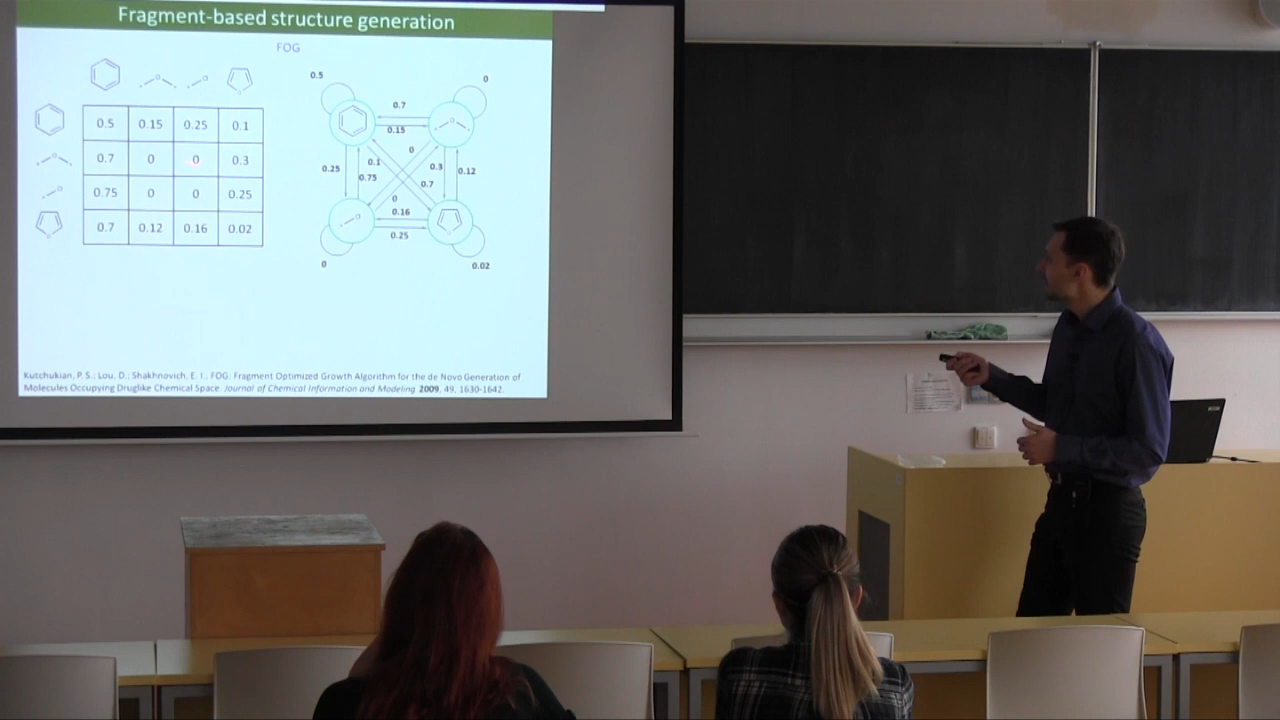 Fragment-based structure generation
FOG
0.5 0.15 0.25 0.1
0.7 0 0 0.3
0.75 0 0 0.25
0.7 0.12 0.16 0.02
0.5
0
0.7
0.15
0
0.25
0.1
0.3
0.12
0.75
0.7
0
0.16
0.25
0
0.02
Kutchukian, P.S.; Lou, D.; Shakhnovich, E. I., FOG: Fragment Optimized Growth Algorithm for the de Novo Generation of
Molecules Occupying Druglike Chemical Space. Journal of Chemical Information and Modeling 2009, 49, 1630-1642.